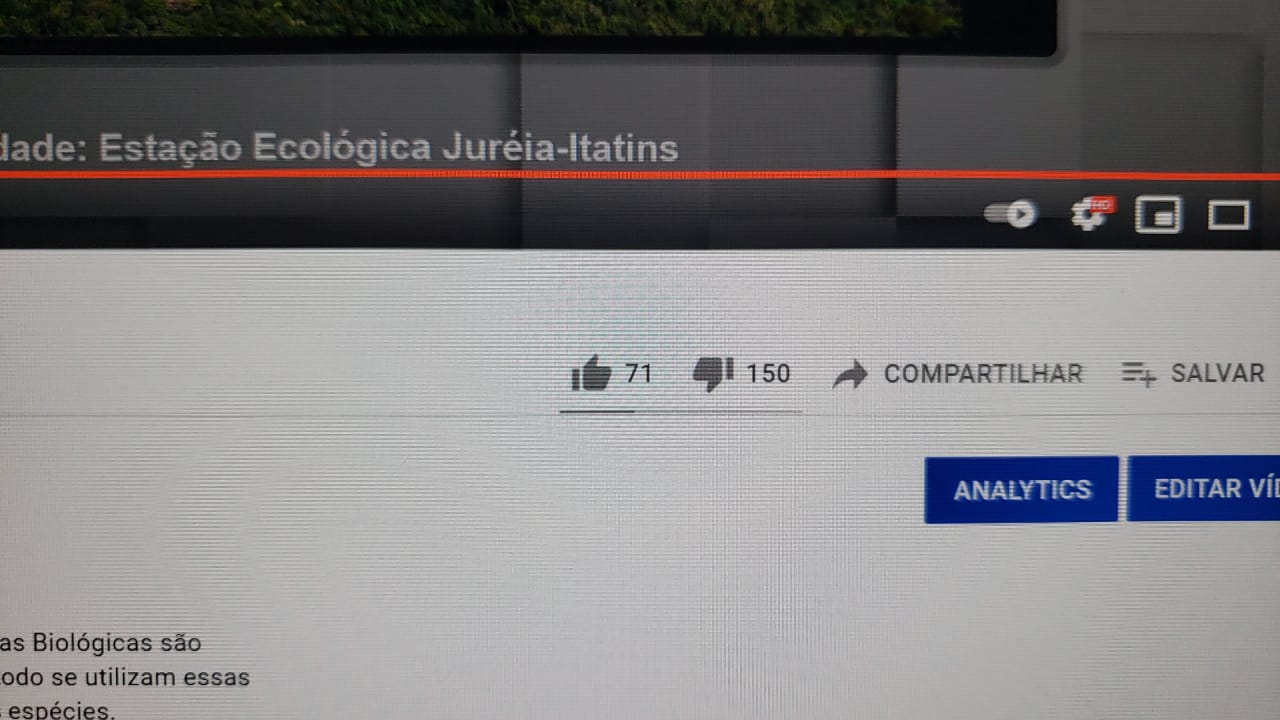 dade: Estação Ecológica Juréia-Itatins
HD
71 150 COMPARTILHAR SALVAR
ANALYTICS EDITAR VÍD
as Biológicas são
odo se utilizam essas
espécies.